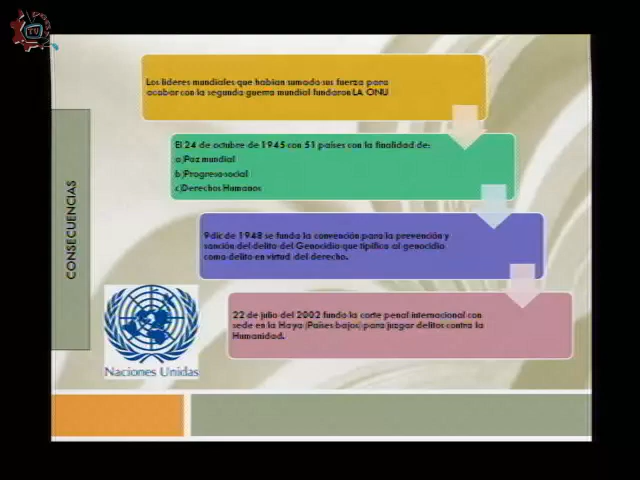 TV
Los lideres mundiales que habian sumado sus fuerza para
acabar con la segunda guerra mundial fundaron LA ONU
El 24 de octubre de 1945 con 51 países con la finalidad de:
a)Paz mundial
b)Progreso social
c)Derechos Humanos
CONSECUENCIAS
9 dic de 1948 se funda la convención para la prevención y
sanción del delito del Genocidio que tipifica al genocidio
como delito en virtud del derecho.
22 de julio del 2002 funda la corte penal internacional con
sede en la Haya (Países bajos) para juzgar delitos contra la
Humanidad.
Naciones Unidas